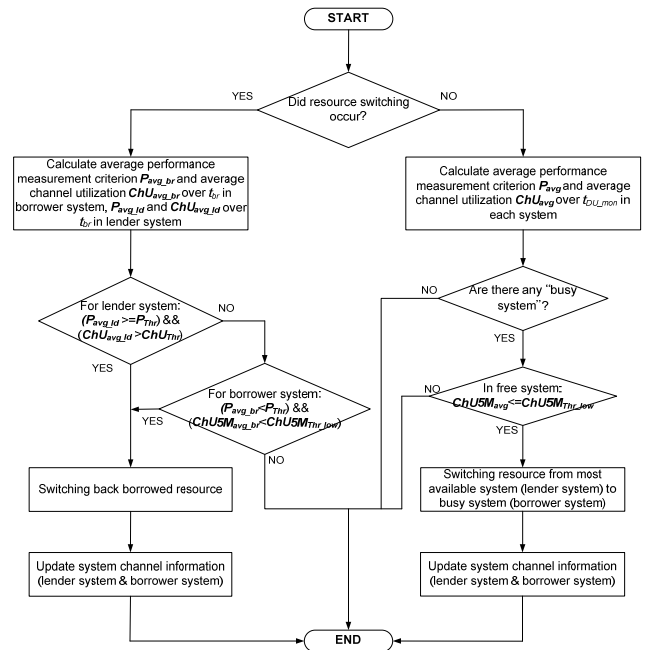 START
YES
NO
Did resource switching
occur?
Calculate average performance
measurement criterion Pavg_br and average
channel utilization ChUavg_br over tbr in
borrower system, Pavg_ld and ChUavg_ld over
tbr in lender system
Calculate average performance
measurement criterion Pavg and average
channel utilization ChUavg over tDU_mon in
each system
For lender system:
(Pavg_ld >=PThr) &&
(ChUavg_ld >ChUThr)
NO
YES
NO
Are there any "busy
system"?
YES
For borrower system:
(Pavg_br<PThr) &&
(ChU5Mavg_br<ChU5MThr_low)
YES
NO
NO
In free system:
ChU5Mavg<=ChU5MThr_low
YES
Switching back borrowed resource
Switching resource from most
available system (lender system) to
busy system (borrower system)
Update system channel information
(lender system & borrower system)
Update system channel information
(lender system & borrower system)
END